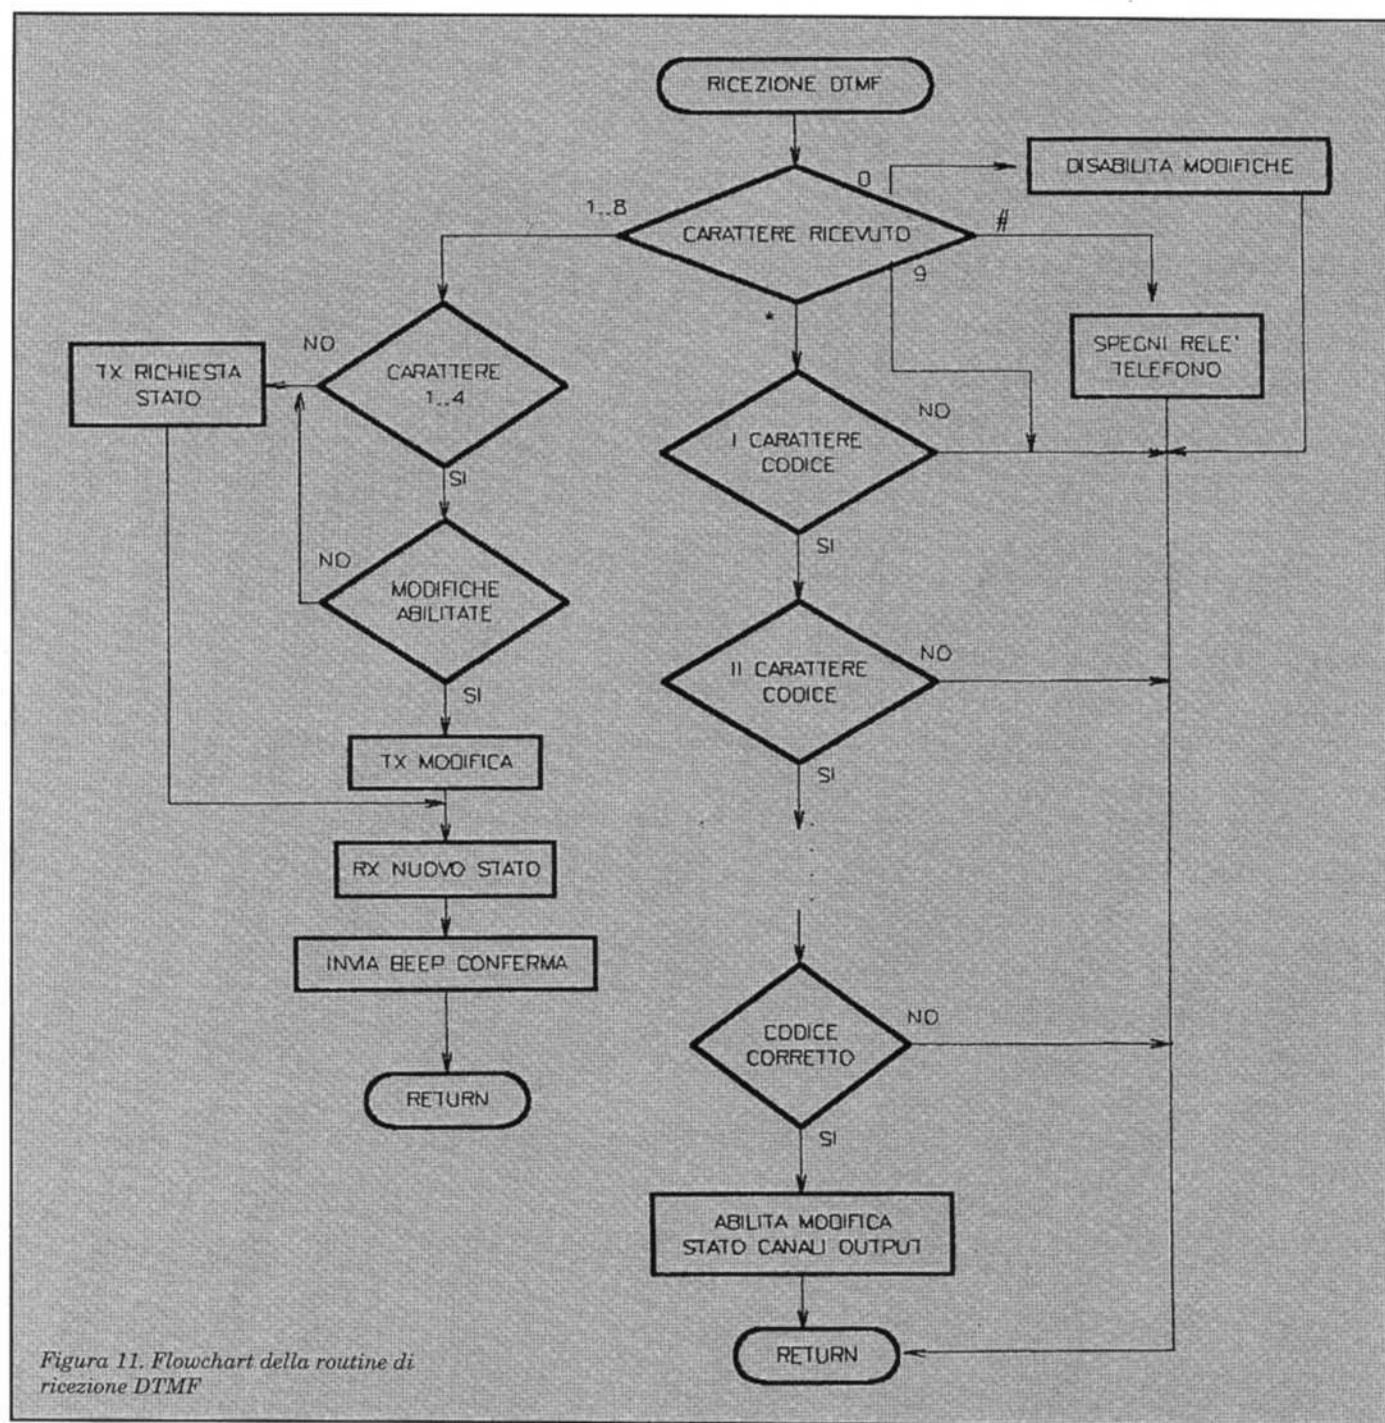 RICEZIONE DTMF
DISABILITA MODIFICHE
0
1..8
CARATTERE RICEVUTO
#
9
*
NO
CARATTERE
1..4
TX RICHIESTA
STATO
SPEGNI RELE'
TELEFONO
NO
I CARATTERE
CODICE
SI
SI
NO
MODIFICHE
ABILITATE
NO
II CARATTERE
CODICE
SI
SI
TX MODIFICA
RX NUOVO STATO
INVIA BEEP CONFERMA
NO
CODICE
CORRETTO
RETURN
SI
ABILITA MODIFICA
STATO CANALI OUTPUT
RETURN
Figura 11. Flowchart della routine di
ricezione DTMF